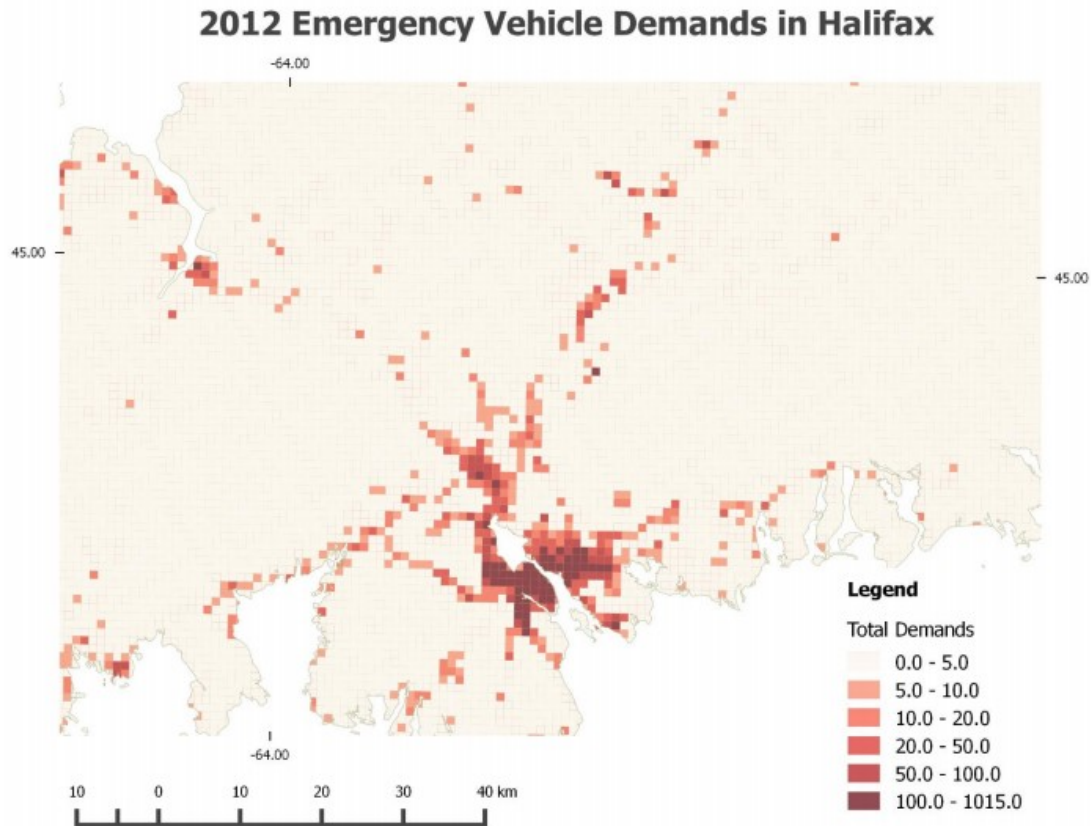 2012 Emergency Vehicle Demands in Halifax
-64.00
45.00
45.00
Legend
Total Demands
0.0 - 5.0
5.0 - 10.0
10.0 - 20.0
20.0 - 50.0
50.0 - 100.0
100.0 - 1015.0
-64.00
10 0 10 20 30 40 km